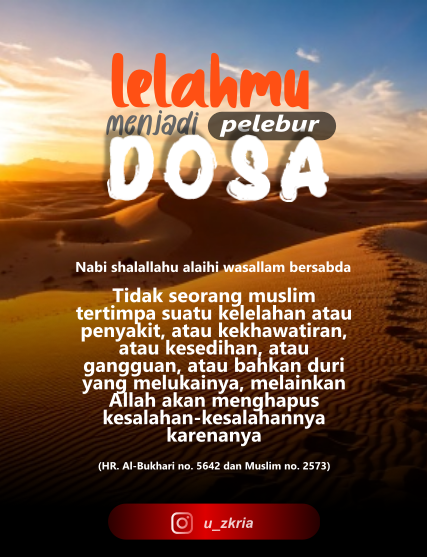 lelahmu
menjadi pelebur
DOSA
Nabi shalallahu alaihi wasallam bersabda
Tidak seorang muslim
tertimpa suatu kelelahan atau
penyakit, atau kekhawatiran,
atau kesedihan, atau
gangguan, atau bahkan duri
yang melukainya, melainkan
Allah akan menghapus
kesalahan-kesalahannya
karenanya
(HR. Al-Bukhari no. 5642 dan Muslim no. 2573)
u_zkria